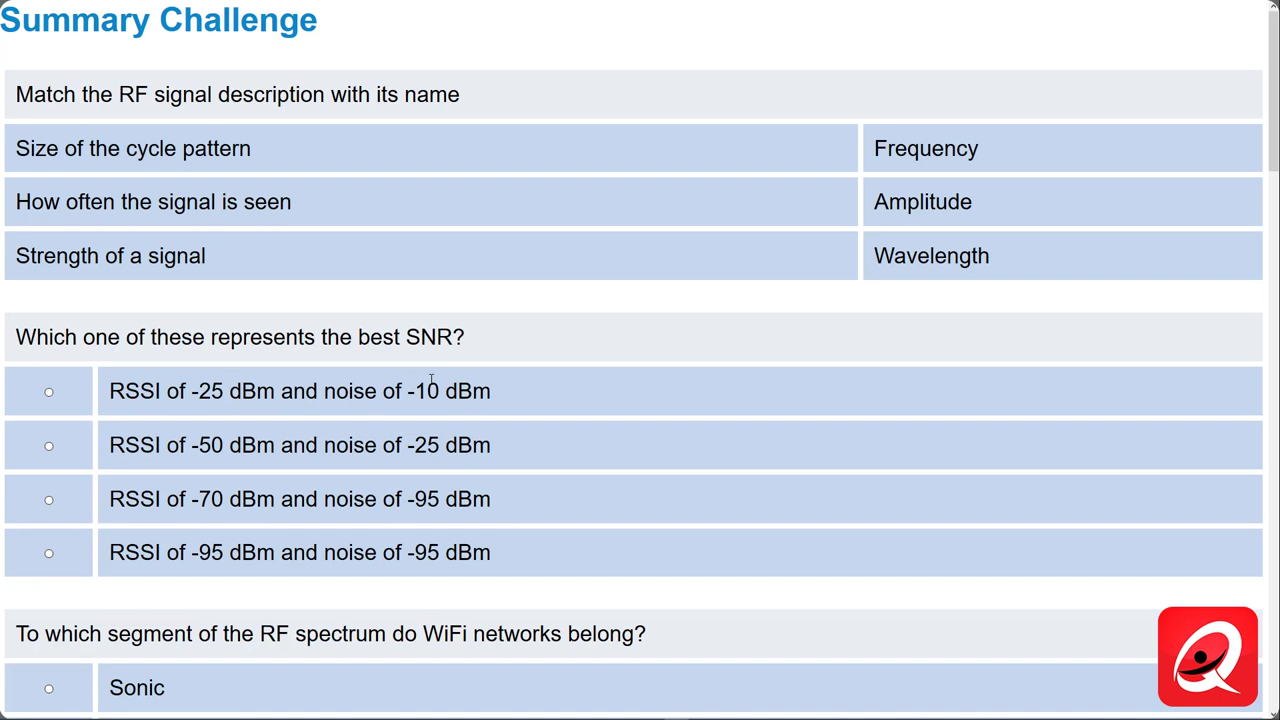 Summary Challenge
Match the RF signal description with its name
Size of the cycle pattern
Frequency
How often the signal is seen
Amplitude
Strength of a signal
Wavelength
Which one of these represents the best SNR?
RSSI of -25 dBm and noise of -10 dBm
RSSI of -50 dBm and noise of -25 dBm
RSSI of -70 dBm and noise of -95 dBm
RSSI of -95 dBm and noise of -95 dBm
To which segment of the RF spectrum do WiFi networks belong?
Sonic